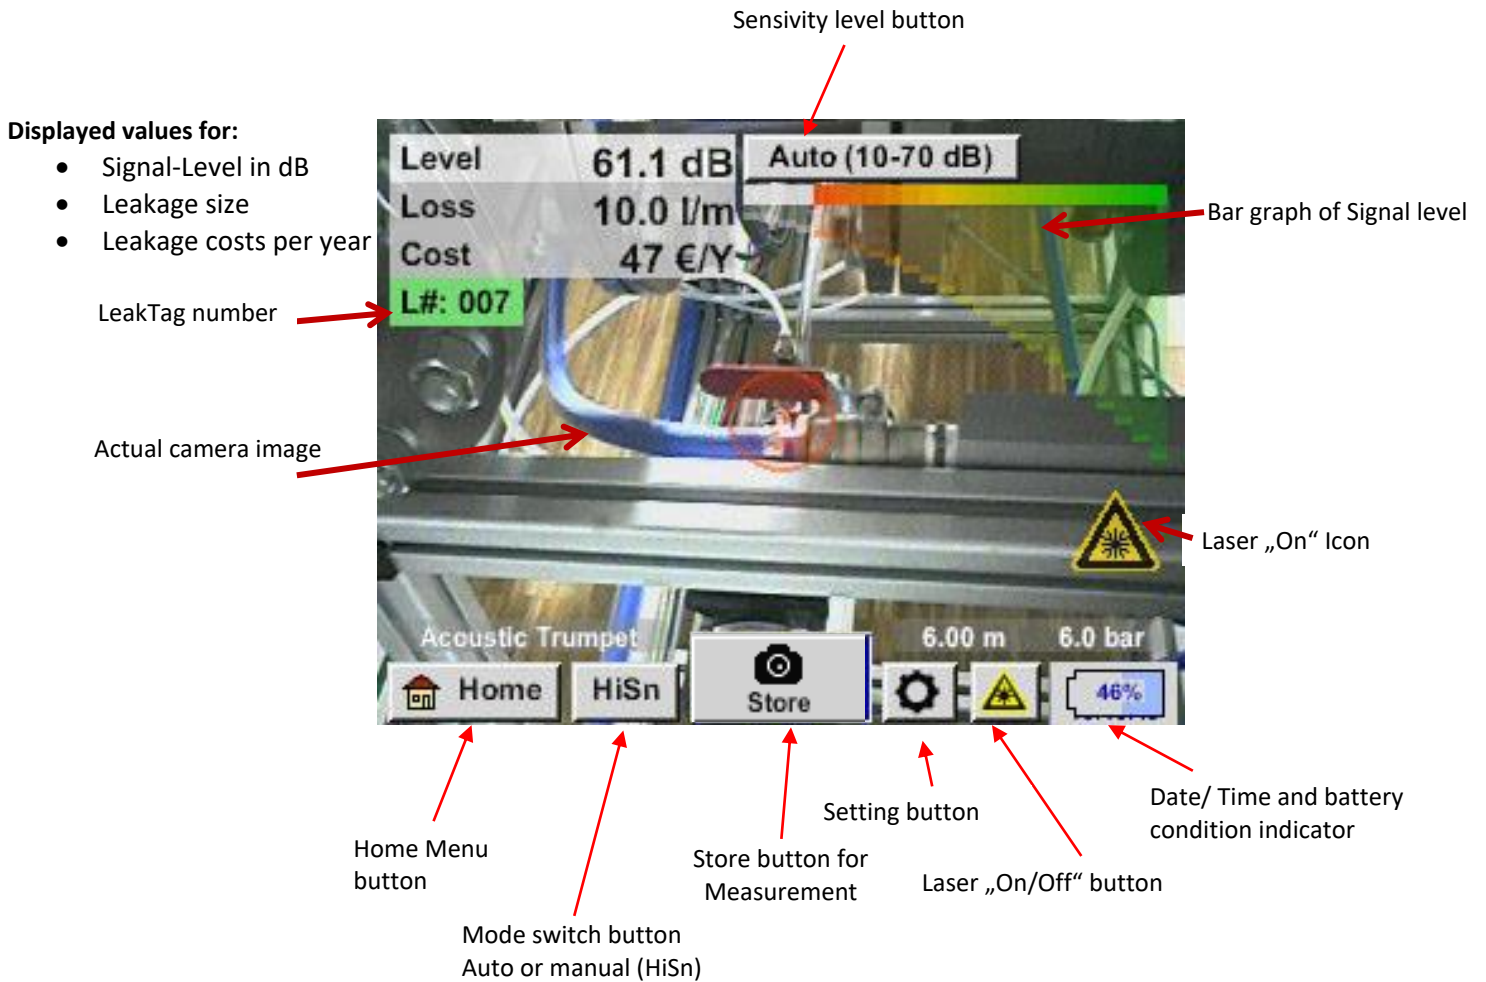 Sensivity level button
Displayed values for:
• Signal-Level in dB
• Leakage size
• Leakage costs per year
LeakTag number
Actual camera image
Level 61.1 dB
Loss 10.0 l/m
Cost 47 €/Y
L#: 007
Auto (10-70 dB)
Bar graph of Signal level
Laser „On“ Icon
Acoustic Trumpet 6.00 m 6.0 bar
Home HiSn Store 46%
Setting button
Date/ Time and battery
condition indicator
Home Menu
button
Store button for
Measurement
Laser „On/Off“ button
Mode switch button
Auto or manual (HiSn)